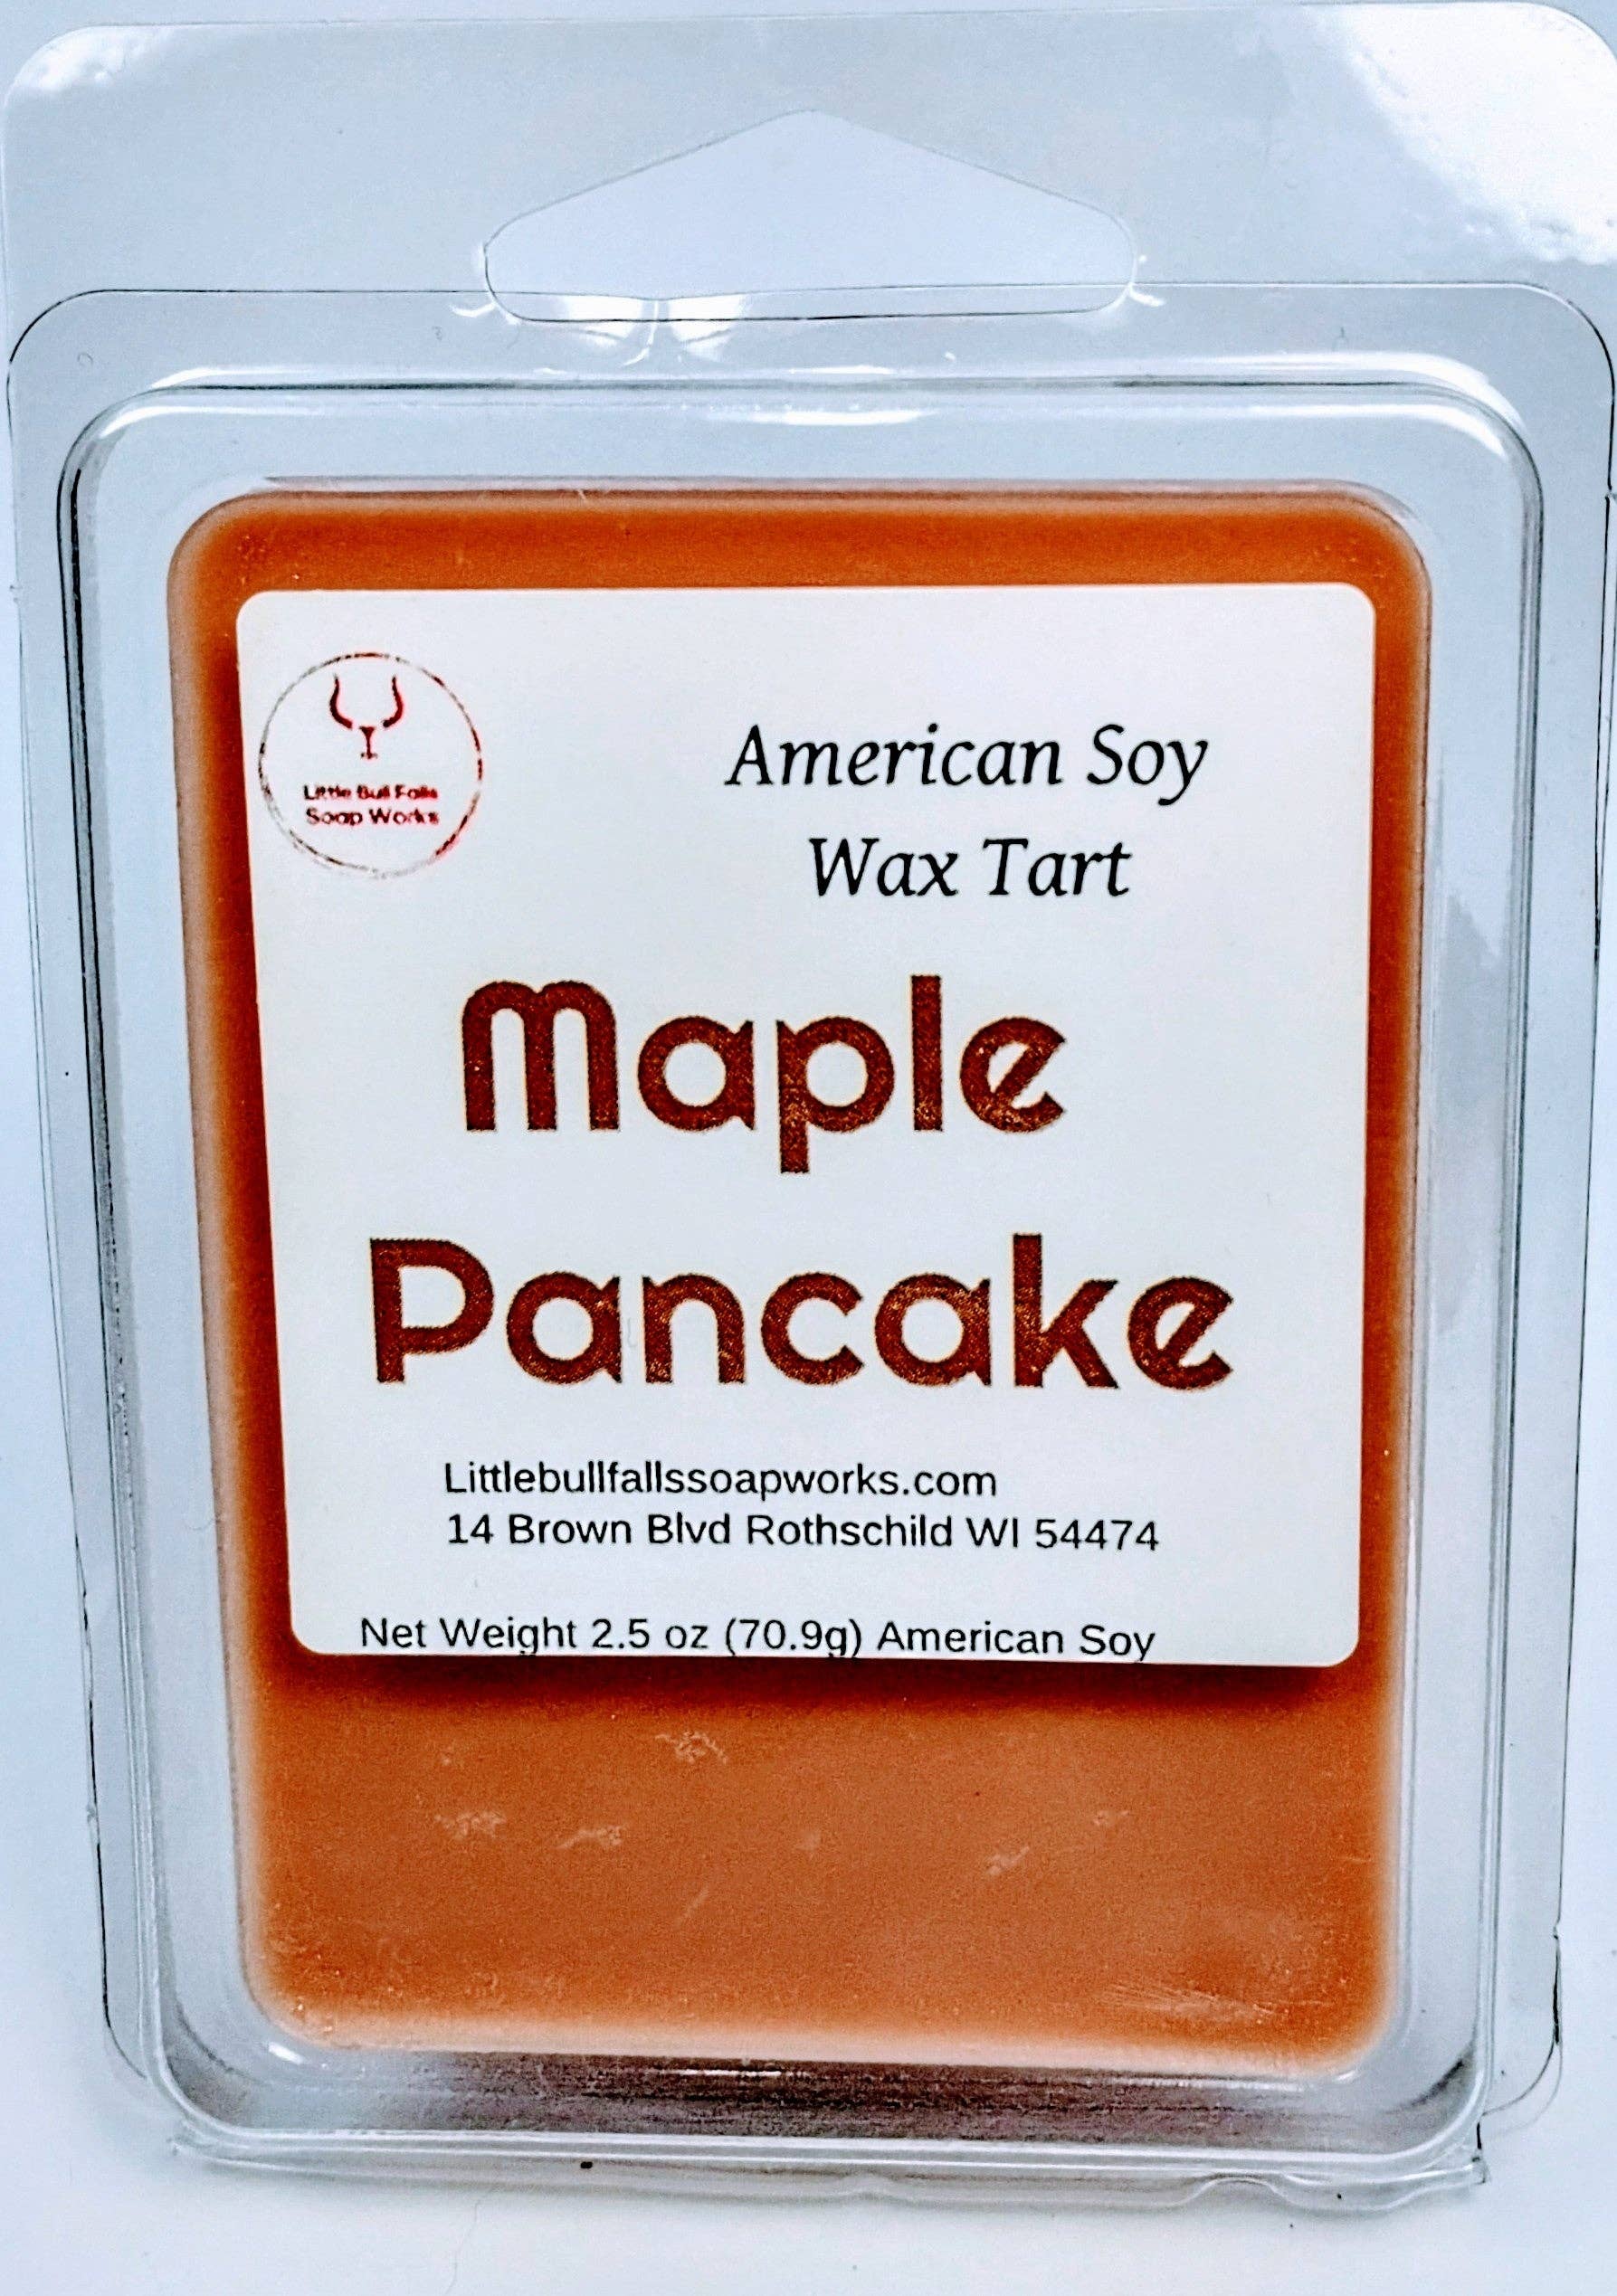 Little Bull Falls
Soap Works
American Soy
Wax Tart
Maple
Pancake
Littlebullfallssoapworks.com
14 Brown Blvd Rothschild WI 54474
Net Weight 2.5 oz (70.9g) American Soy